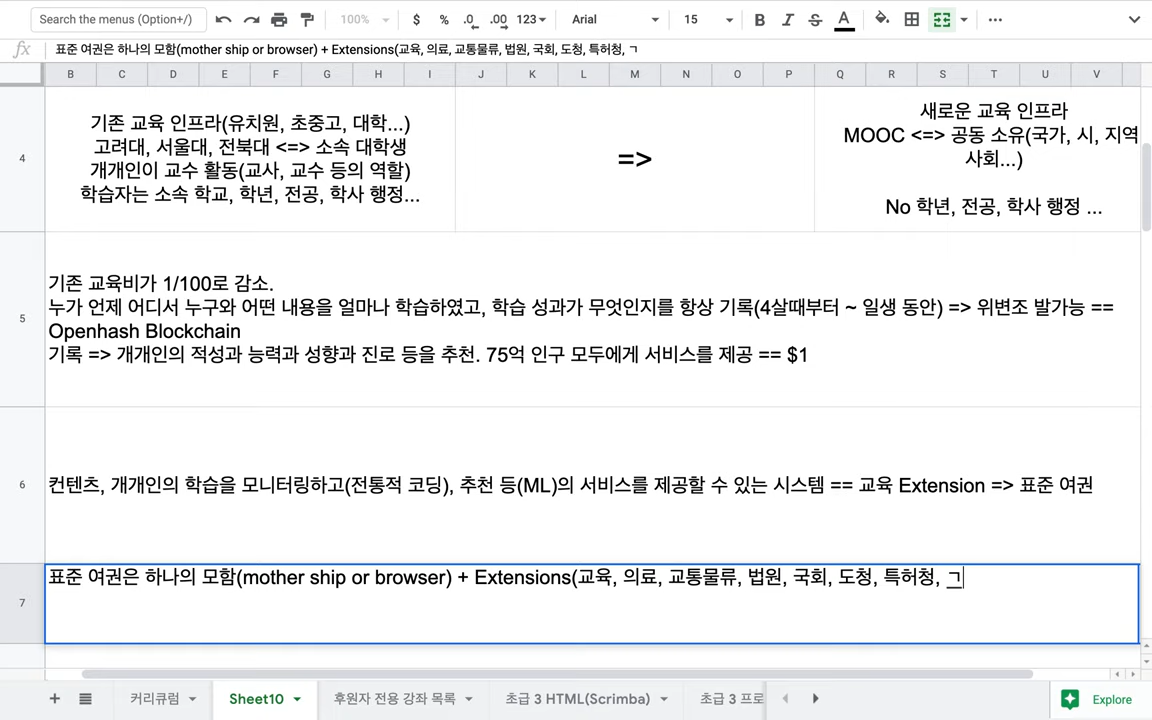 Search the menus (Option+/)
100%
$ % .0 .00 123
Arial
15
B I S A
fx 표준 여권은 하나의 모함(mother ship or browser) + Extensions(교육, 의료, 교통물류, 법원, 국회, 도청, 특허청, ㄱ
B C D E F G H I J K L M N O P Q R S T U V
4
기존 교육 인프라(유치원, 초중고, 대학...)
고려대, 서울대, 전북대 <=> 소속 대학생
개개인이 교수 활동(교사, 교수 등의 역할)
학습자는 소속 학교, 학년, 전공, 학사 행정...
=>
새로운 교육 인프라
MOOC <=> 공동 소유(국가, 시, 지역
사회...)
No 학년, 전공, 학사 행정 ...
5
기존 교육비가 1/100로 감소.
누가 언제 어디서 누구와 어떤 내용을 얼마나 학습하였고, 학습 성과가 무엇인지를 항상 기록(4살때부터 ~ 일생 동안) => 위변조 발가능 ==
Openhash Blockchain
기록 => 개개인의 적성과 능력과 성향과 진로 등을 추천. 75억 인구 모두에게 서비스를 제공 == $1
6
컨텐츠, 개개인의 학습을 모니터링하고(전통적 코딩), 추천 등(ML)의 서비스를 제공할 수 있는 시스템 == 교육 Extension => 표준 여권
7
표준 여권은 하나의 모함(mother ship or browser) + Extensions(교육, 의료, 교통물류, 법원, 국회, 도청, 특허청, ㄱ
커리큐럼
Sheet10
후원자 전용 강좌 목록
초급 3 HTML(Scrimba)
초급 3 프로
Explore